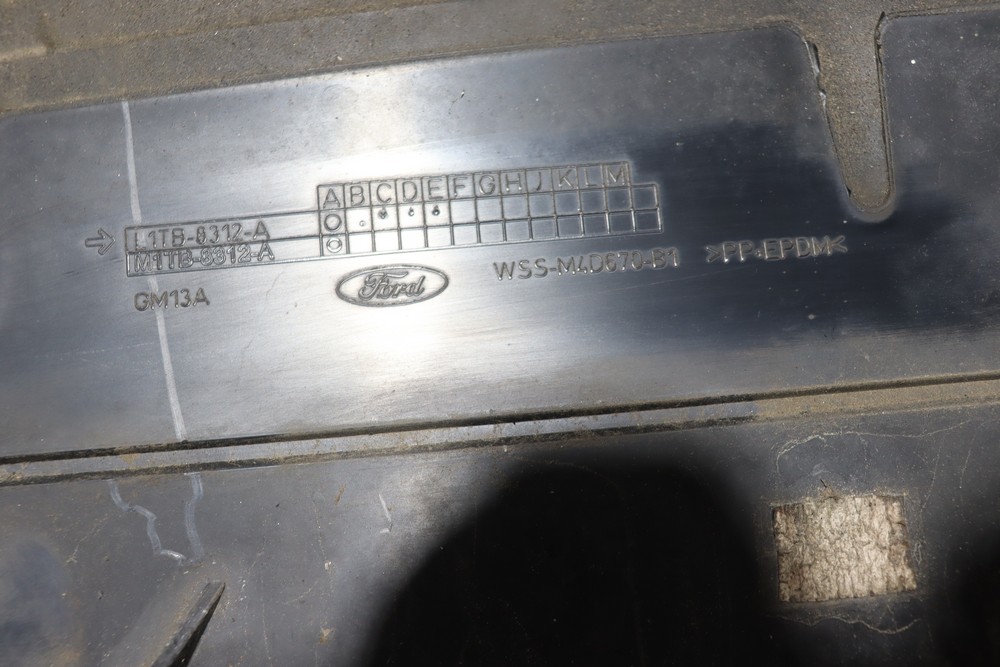 A B C D E F G H J K L M
L1TB-8312-A
M1TB-8312-A
GM13A
Ford
WSS-M4D670-B1
>PP-EPDM<